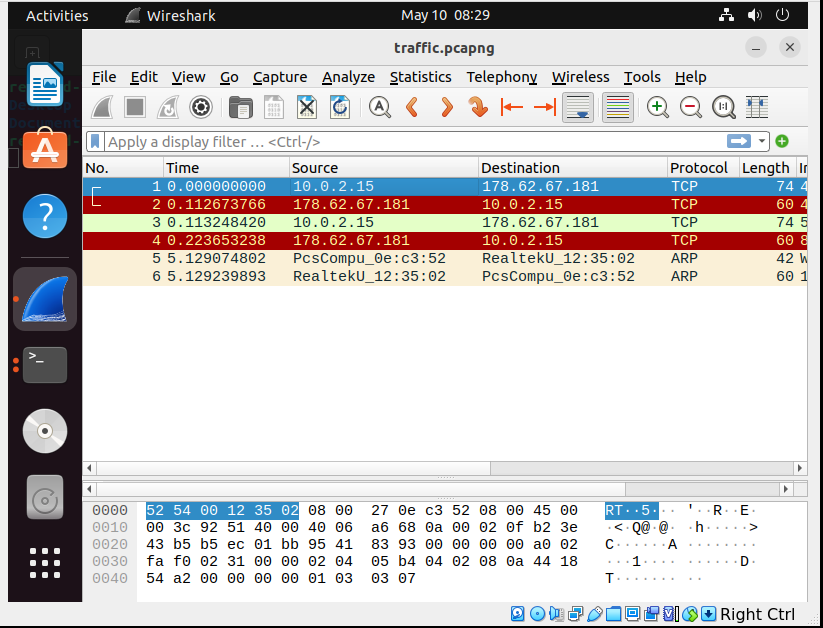 Activities Wireshark May 10 08:29
traffic.pcapng
File Edit View Go Capture Analyze Statistics Telephony Wireless Tools Help
Apply a display filter … <Ctrl-/>
No. Time Source Destination Protocol Length
1 0.000000000 10.0.2.15 178.62.67.181 TCP 74 4
2 0.112673766 178.62.67.181 10.0.2.15 TCP 60 4
3 0.113248420 10.0.2.15 178.62.67.181 TCP 74 5
4 0.223653238 178.62.67.181 10.0.2.15 TCP 60 8
5 5.129074802 PcsCompu_0e:c3:52 RealtekU_12:35:02 ARP 42 W
6 5.129239893 RealtekU_12:35:02 PcsCompu_0e:c3:52 ARP 60 1
0000 52 54 00 12 35 02 08 00 27 0e c3 52 08 00 45 00 RT··5··· '··R··E·
0010 00 3c 92 51 40 00 40 06 a6 68 0a 00 02 0f b2 3e ·<·Q@·@· ·h·····>
0020 43 b5 b5 ec 01 bb 95 41 83 93 00 00 00 00 a0 02 C······A ········
0030 fa f0 02 31 00 00 02 04 05 b4 04 02 08 0a 44 18 ···1···· ······D·
0040 54 a2 00 00 00 00 01 03 03 07 T······· ··
Right Ctrl